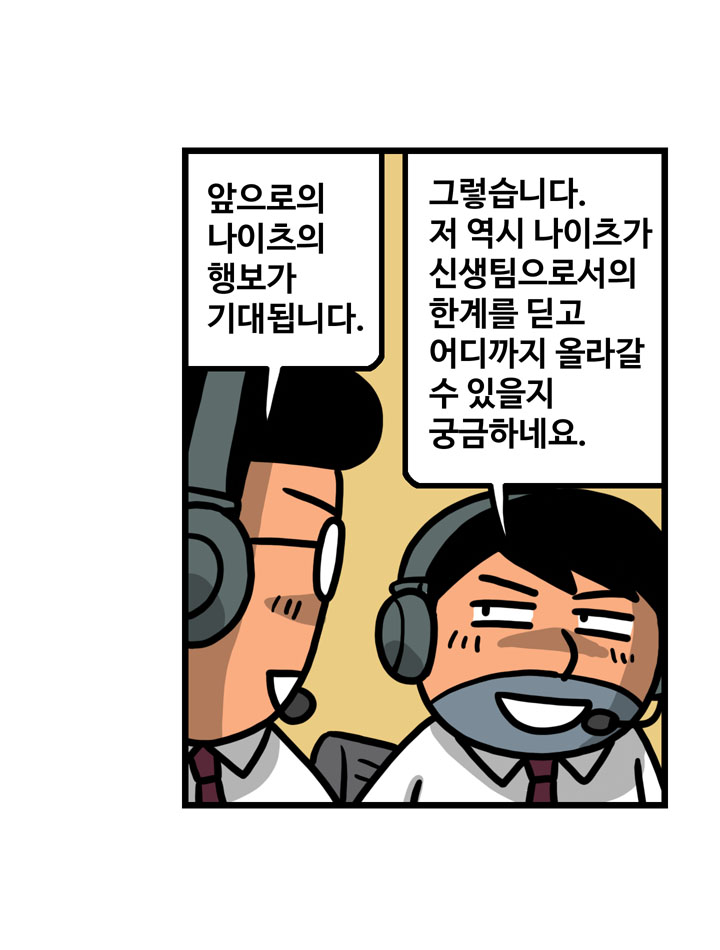 앞으로의
나이츠의
행보가
기대됩니다.
그렇습니다.
저 역시 나이츠가
신생팀으로서의
한계를 딛고
어디까지 올라갈
수 있을지
궁금하네요.